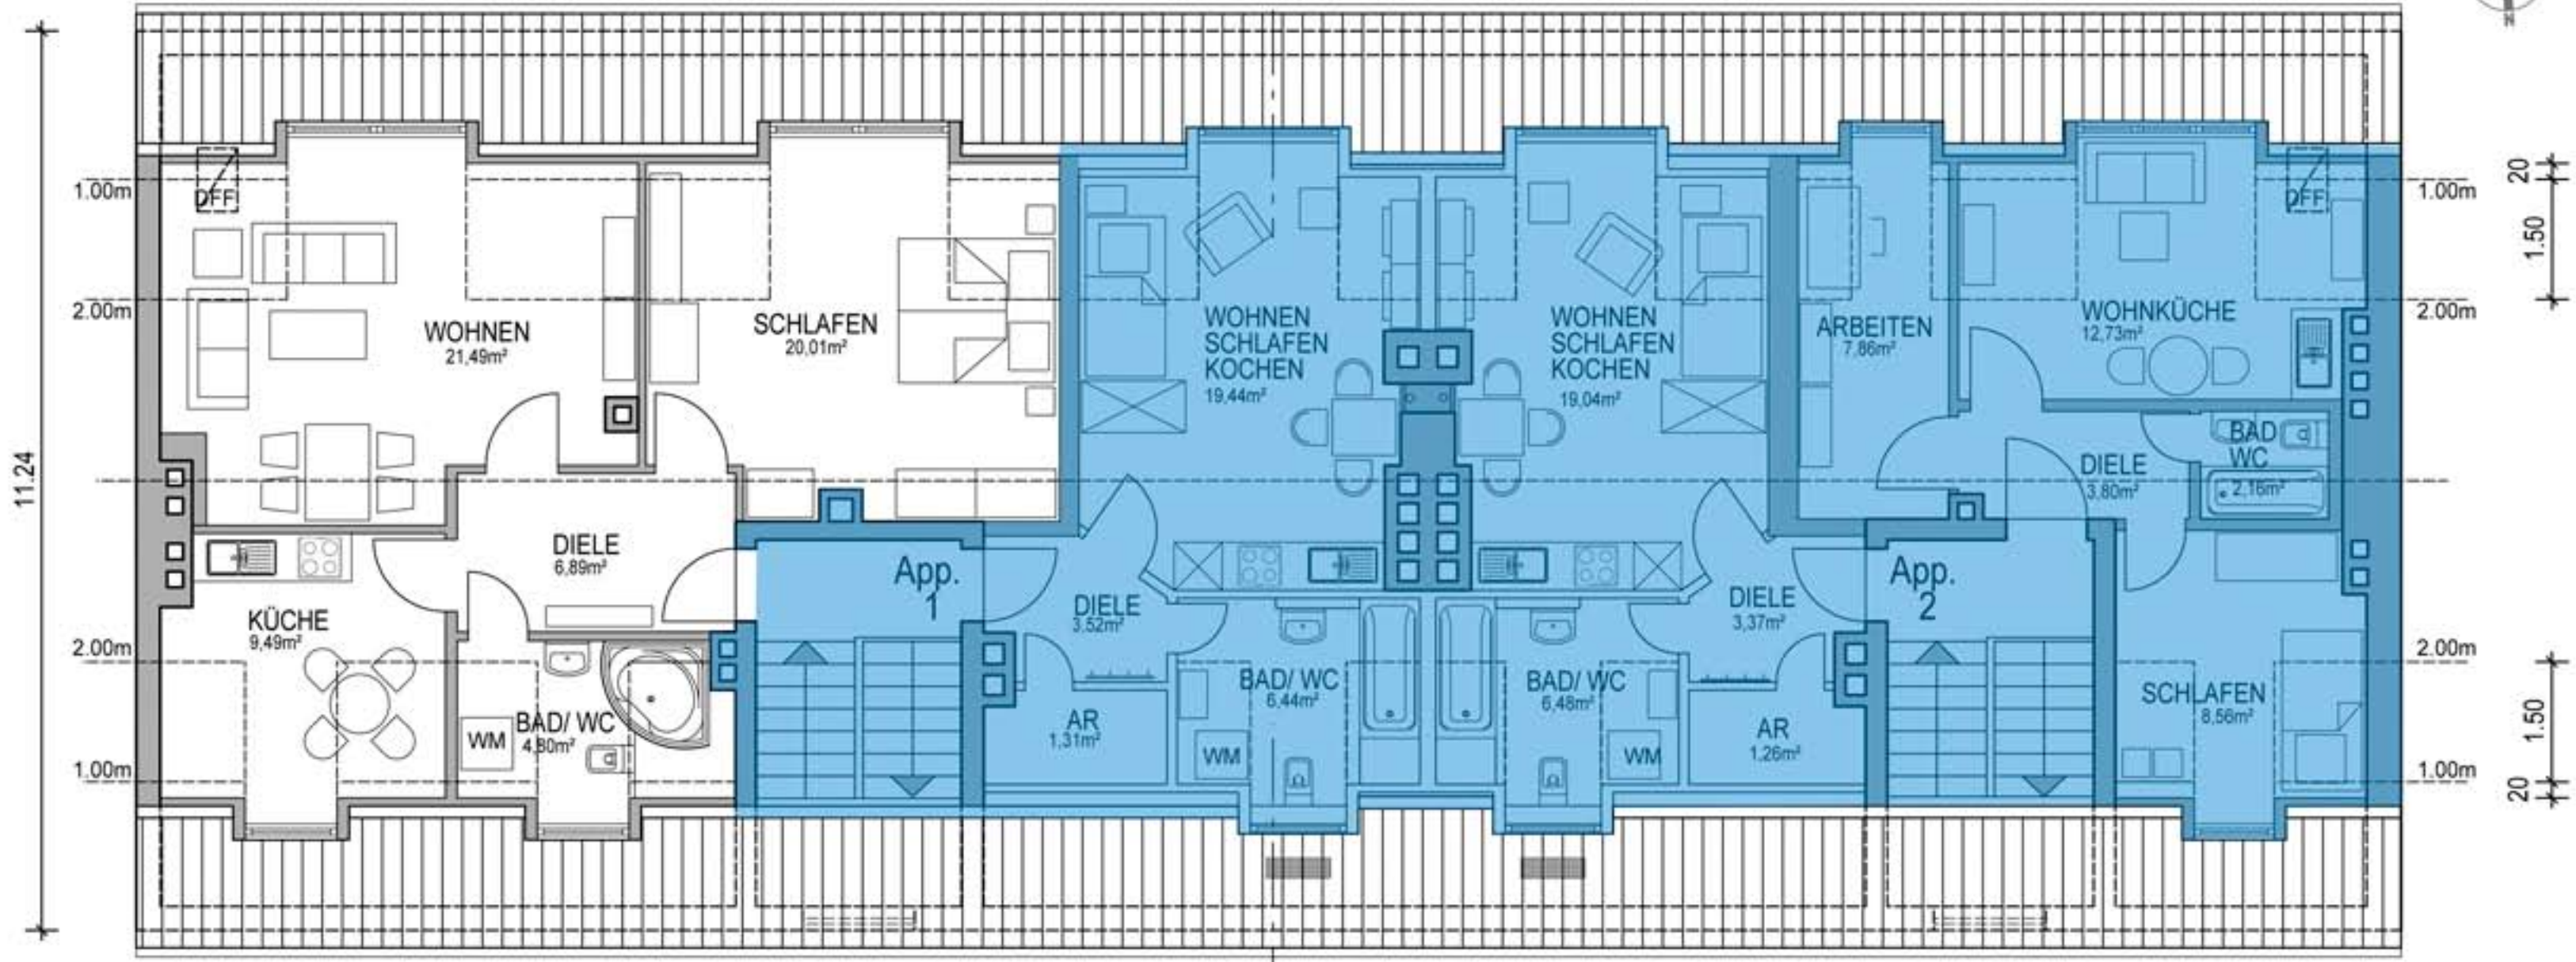 N
11.24
1.00m
2.00m
2.00m
1.00m
DFF
WOHNEN
21,49m²
SCHLAFEN
20,01m²
DIELE
6,89m²
KÜCHE
9,49m²
BAD/ WC
4,80m²
WM
App.
1
WOHNEN
SCHLAFEN
KOCHEN
19,44m²
DIELE
3,52m²
AR
1,31m²
BAD/ WC
6,44m²
WM
WOHNEN
SCHLAFEN
KOCHEN
19,04m²
DIELE
3,37m²
BAD/ WC
6,48m²
WM
AR
1,26m²
App.
2
ARBEITEN
7,86m²
WOHNKÜCHE
12,73m²
DFF
DIELE
3,80m²
BAD
WC
2,16m²
SCHLAFEN
8,56m²
1.00m
2.00m
2.00m
1.00m
20
1.50
1.50
20